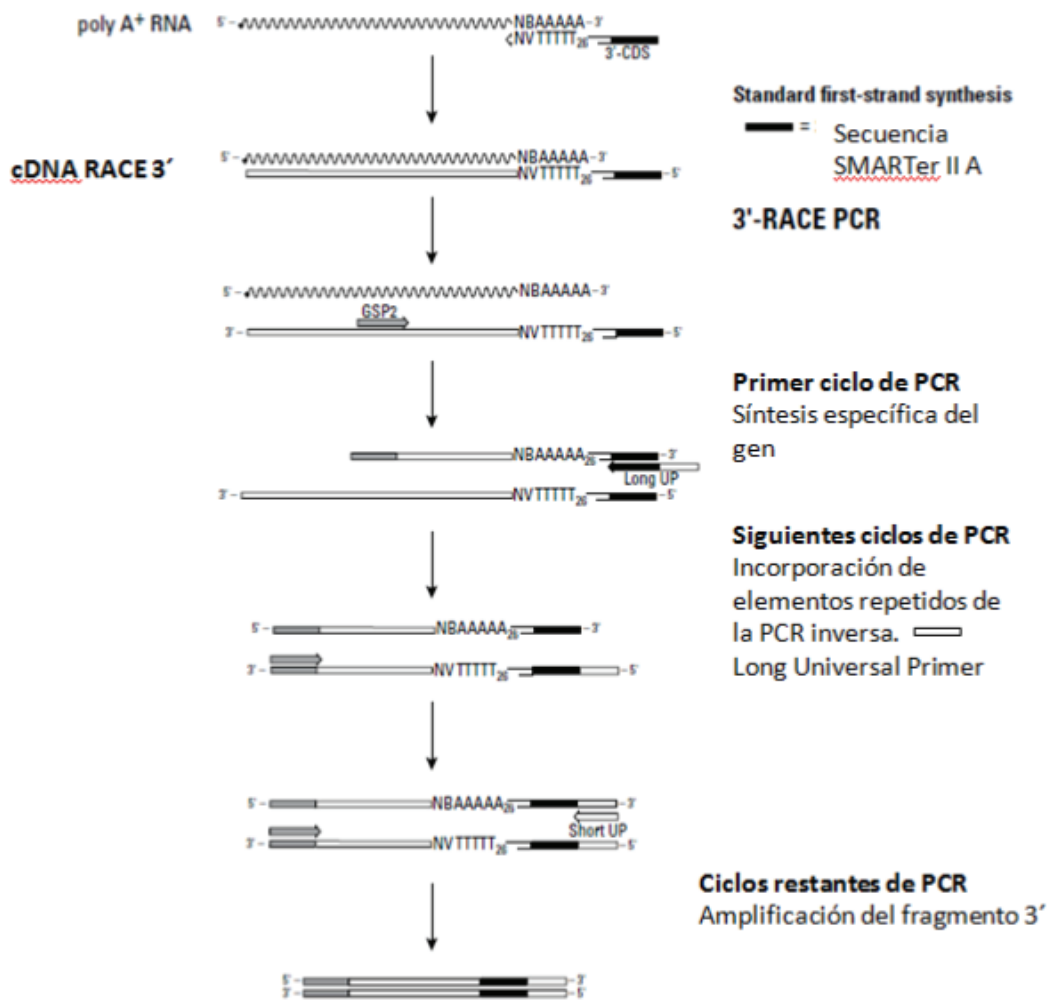 poly A⁺ RNA 5´- NBAAAAA-3´
NVTTTTT₂₆
3´-CDS
Standard first-strand synthesis
= Secuencia
SMARTer II A
cDNA RACE 3´
5´- NBAAAAA-3´
NVTTTTT₂₆ -5´
3'-RACE PCR
5´- NBAAAAA-3´
GSP2
3´- NVTTTTT₂₆ -5´
Primer ciclo de PCR
Síntesis específica del
gen
NBAAAAA₂₆ -3´
Long UP
3´- NVTTTTT₂₆ -5´
Siguientes ciclos de PCR
Incorporación de
elementos repetidos de
la PCR inversa.
Long Universal Primer
5´- NBAAAAA₂₆ -3´
3´- NVTTTTT₂₆ -5´
5´- NBAAAAA₂₆ -3´
Short UP
3´- NVTTTTT₂₆ -5´
Ciclos restantes de PCR
Amplificación del fragmento 3´
5´- -3´
3´- -5´